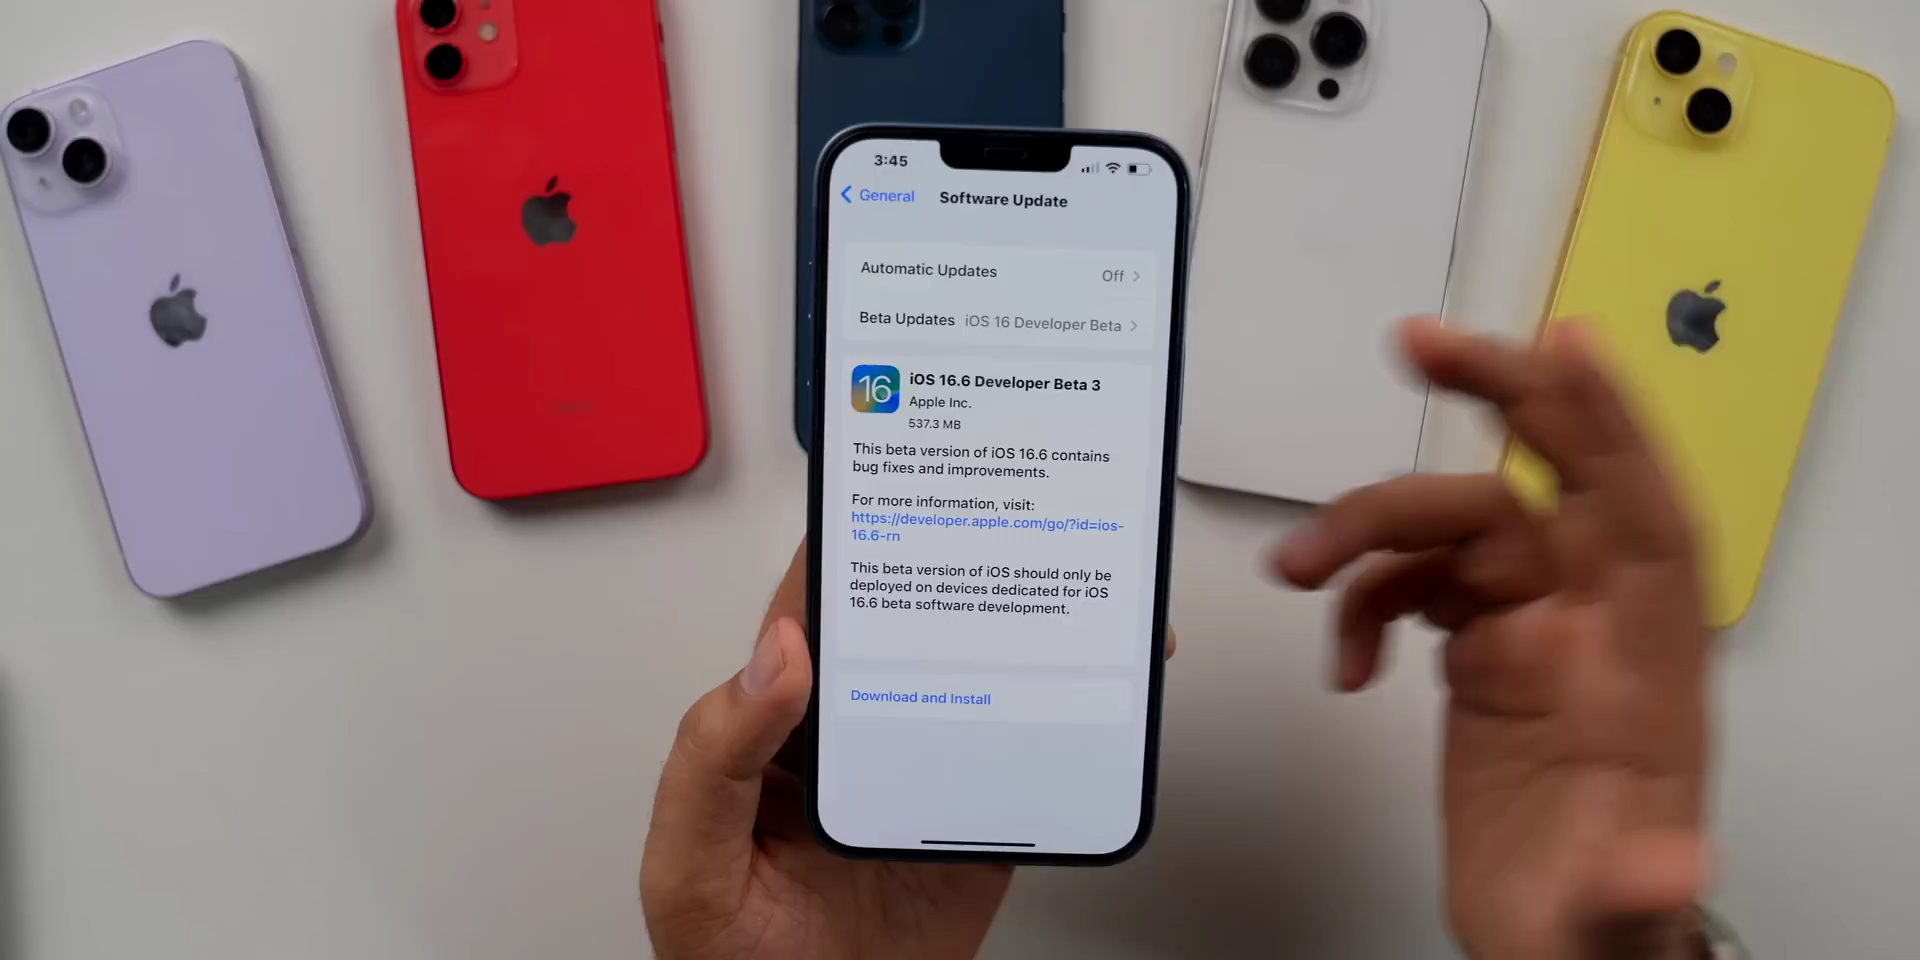 3:45
General
Software Update
Automatic Updates Off
Beta Updates iOS 16 Developer Beta
16
iOS 16.6 Developer Beta 3
Apple Inc.
537.3 MB
This beta version of iOS 16.6 contains
bug fixes and improvements.
For more information, visit:
https://developer.apple.com/go/?id=ios-
16.6-rn
This beta version of iOS should only be
deployed on devices dedicated for iOS
16.6 beta software development.
Download and Install